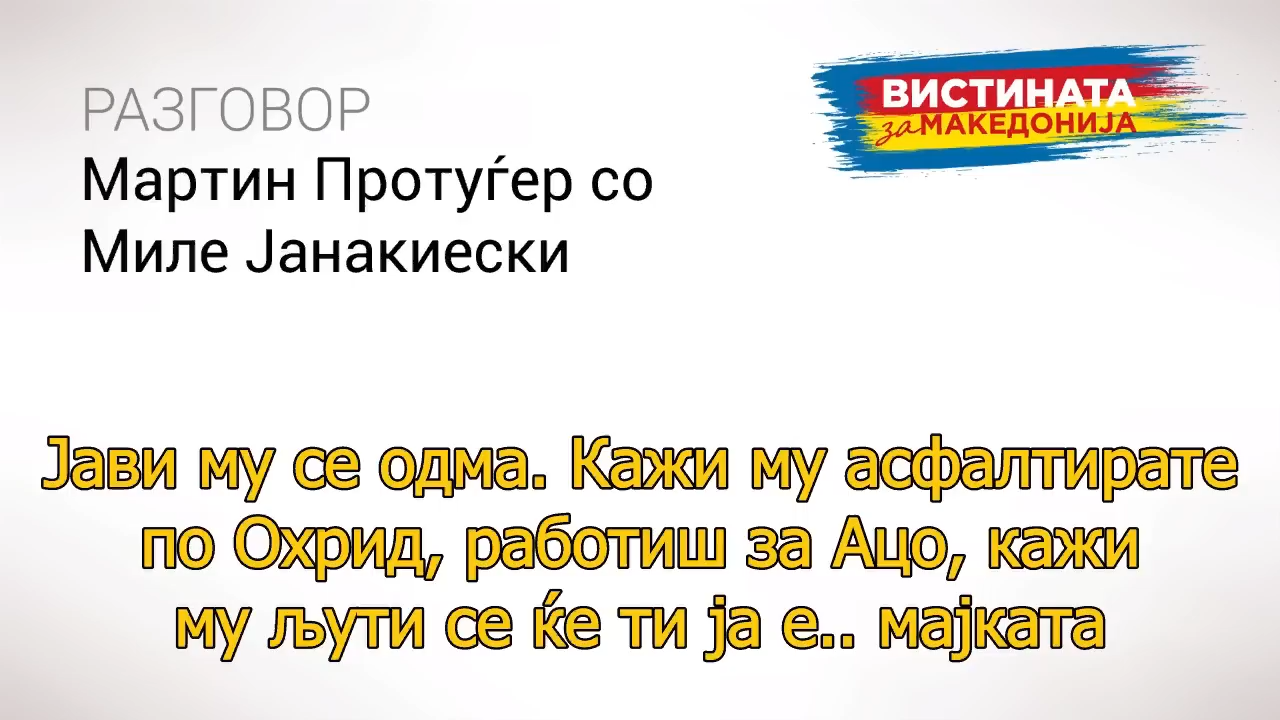 РАЗГОВОР
Мартин Протуѓер со
Миле Јанакиески
ВИСТИНАТА
за МАКЕДОНИЈА
Јави му се одма. Кажи му асфалтирате
по Охрид, работиш за Ацо, кажи
му љути се ќе ти ја е.. мајката